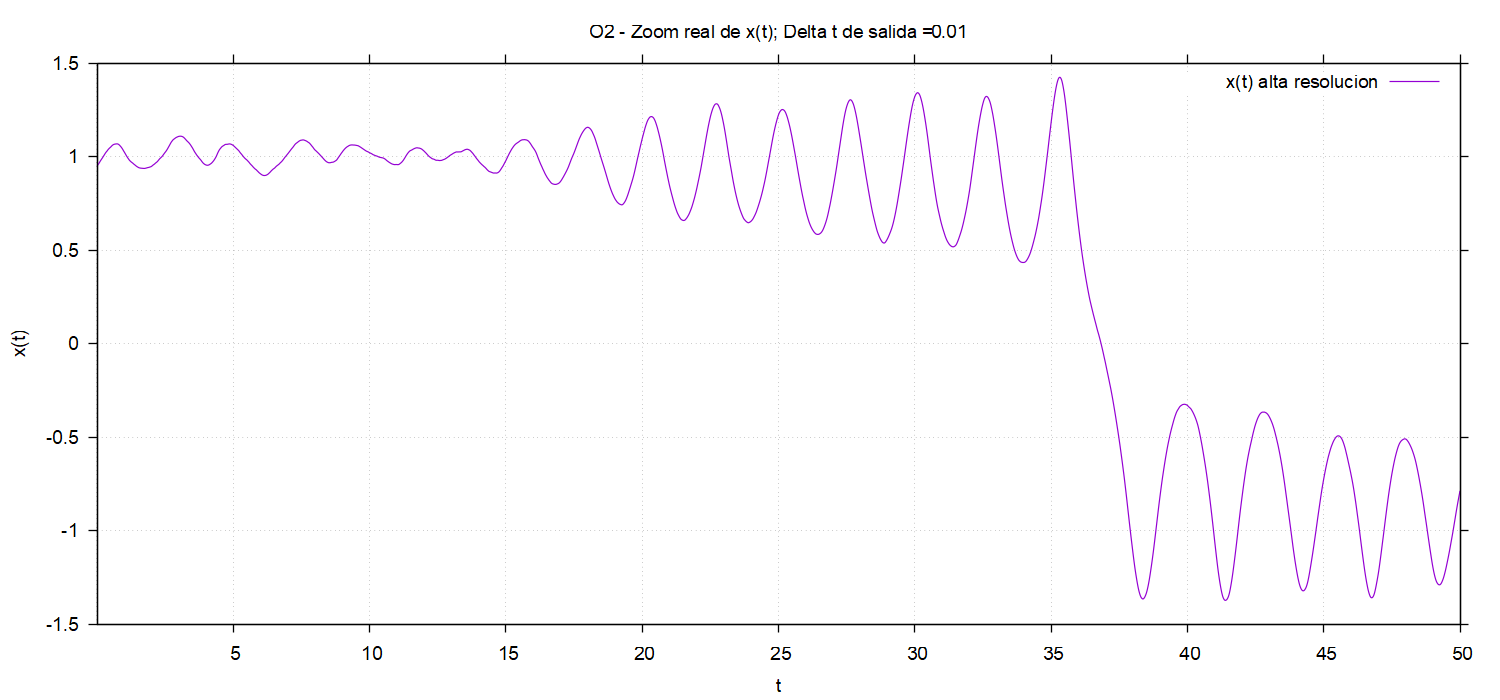 O2 - Zoom real de x(t); Delta t de salida =0.01
x(t) alta resolucion
1.5
1
0.5
0
-0.5
-1
-1.5
x(t)
5 10 15 20 25 30 35 40 45 50
t